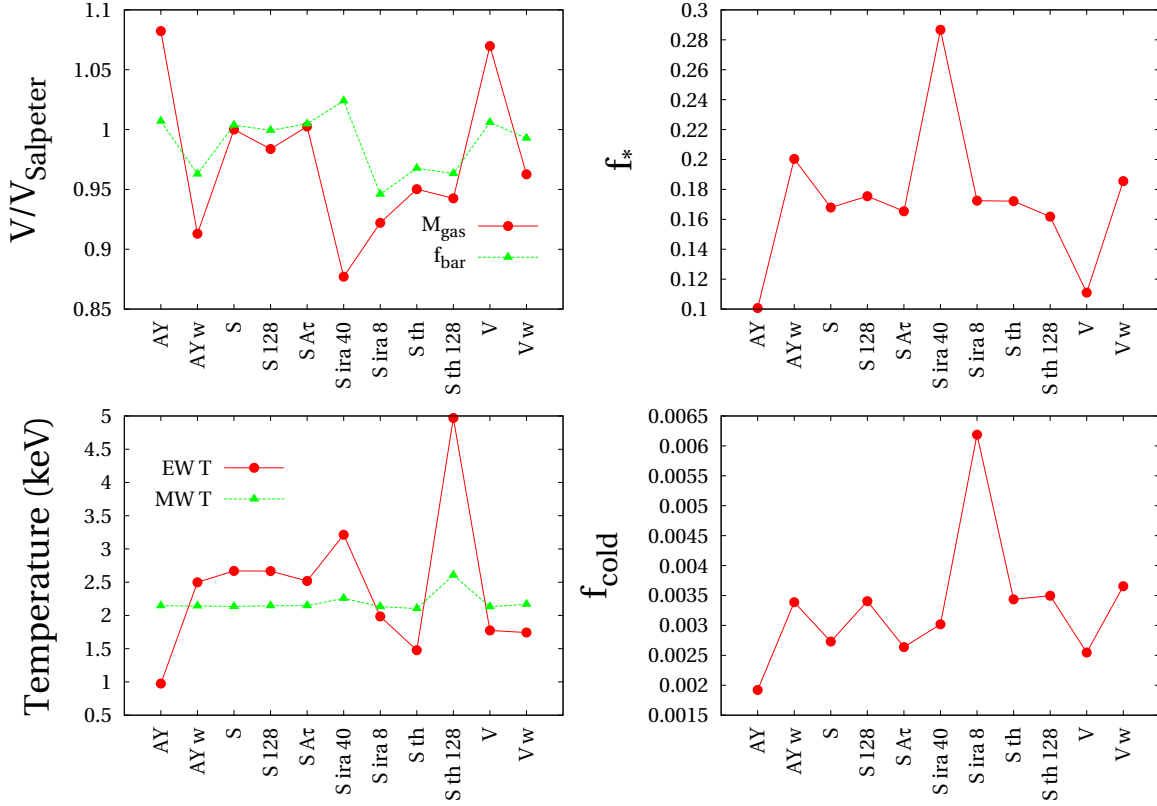 V/V_Salpeter
1.1
1.05
1
0.95
0.9
0.85
M_gas
f_bar
AY
AY w
S
S 128
S Aτ
S ira 40
S ira 8
S th
S th 128
V
V w
f_*
0.3
0.28
0.26
0.24
0.22
0.2
0.18
0.16
0.14
0.12
0.1
AY
AY w
S
S 128
S Aτ
S ira 40
S ira 8
S th
S th 128
V
V w
Temperature (keV)
5
4.5
4
3.5
3
2.5
2
1.5
1
0.5
EW T
MW T
AY
AY w
S
S 128
S Aτ
S ira 40
S ira 8
S th
S th 128
V
V w
f_cold
0.0065
0.006
0.0055
0.005
0.0045
0.004
0.0035
0.003
0.0025
0.002
0.0015
AY
AY w
S
S 128
S Aτ
S ira 40
S ira 8
S th
S th 128
V
V w